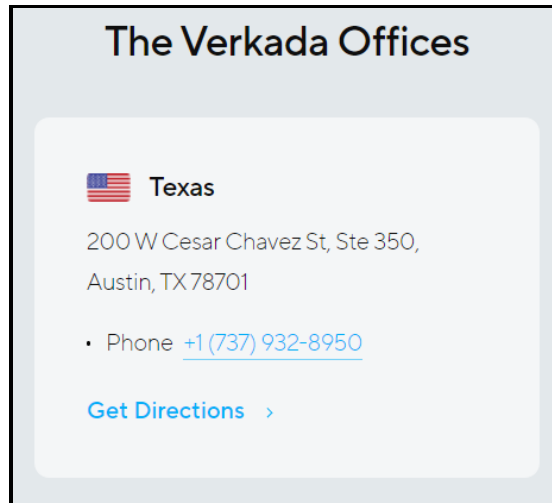 The Verkada Offices
Texas
200 W Cesar Chavez St, Ste 350,
Austin, TX 78701
• Phone +1 (737) 932-8950
Get Directions >